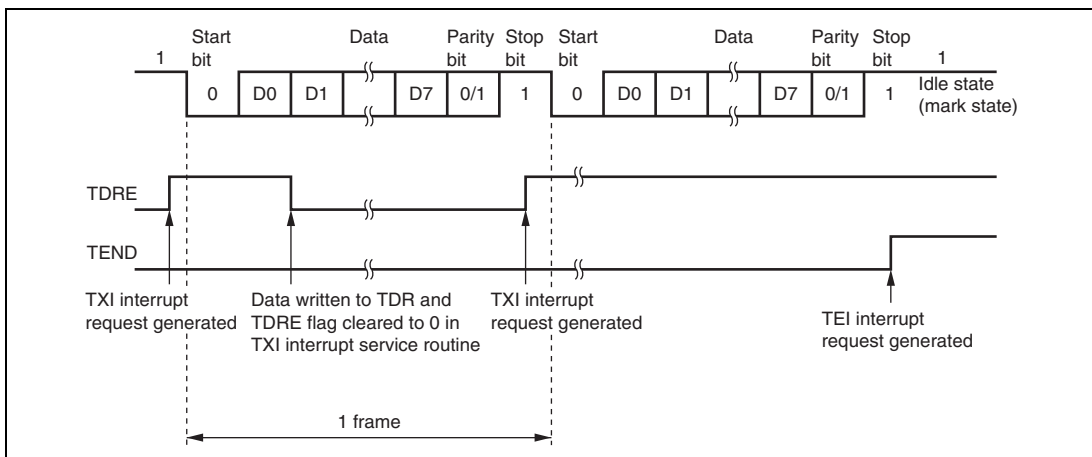 Start bit Data Parity bit Stop bit Start bit Data Parity bit Stop bit
1 1
0 D0 D1 D7 0/1 1 0 D0 D1 D7 0/1 1 Idle state (mark state)
TDRE
TEND
TXI interrupt
request generated
Data written to TDR and
TDRE flag cleared to 0 in
TXI interrupt service routine
TXI interrupt
request generated
TEI interrupt
request generated
1 frame